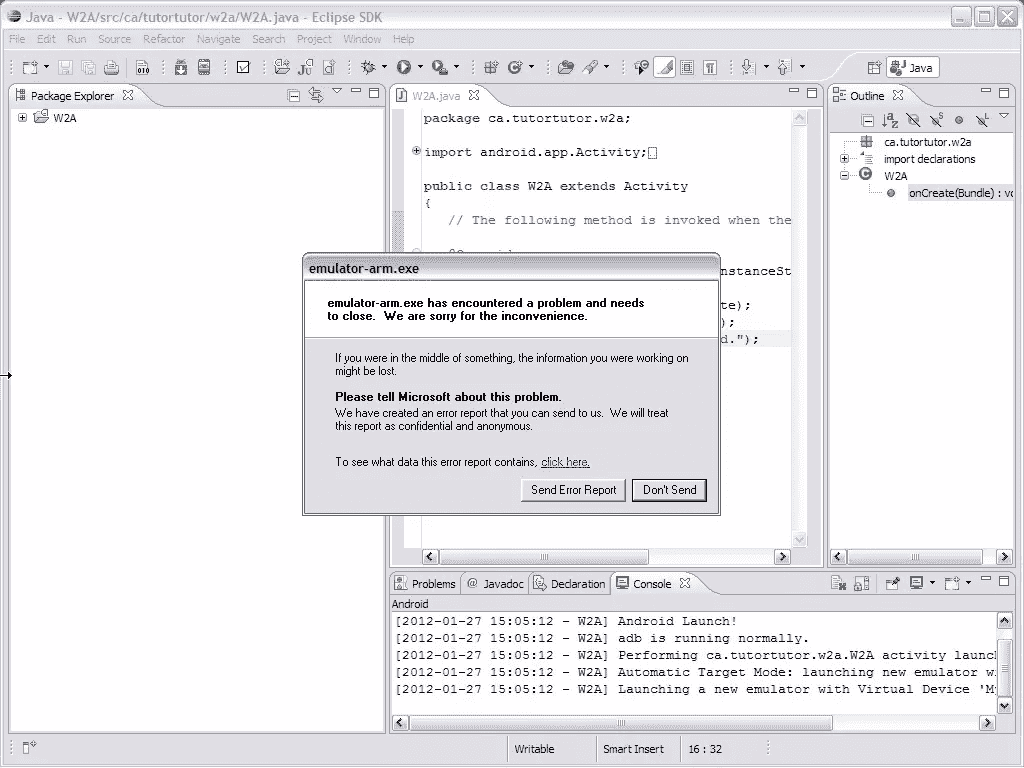 Java - W2A/src/ca/tutortutor/w2a/W2A.java - Eclipse SDK
File Edit Run Source Refactor Navigate Search Project Window Help
Java
Package Explorer
W2A
W2A.java
package ca.tutortutor.w2a;
import android.app.Activity;
public class W2A extends Activity
{
// The following method is invoked when the
nstanceSt
te);
);
d.");
Outline
ca.tutortutor.w2a
import declarations
W2A
onCreate(Bundle) : vo
emulator-arm.exe
emulator-arm.exe has encountered a problem and needs
to close. We are sorry for the inconvenience.
If you were in the middle of something, the information you were working on
might be lost.
Please tell Microsoft about this problem.
We have created an error report that you can send to us. We will treat
this report as confidential and anonymous.
To see what data this error report contains, click here.
Send Error Report Don't Send
Problems @ Javadoc Declaration Console
Android
[2012-01-27 15:05:12 - W2A] Android Launch!
[2012-01-27 15:05:12 - W2A] adb is running normally.
[2012-01-27 15:05:12 - W2A] Performing ca.tutortutor.w2a.W2A activity launc
[2012-01-27 15:05:12 - W2A] Automatic Target Mode: launching new emulator w
[2012-01-27 15:05:12 - W2A] Launching a new emulator with Virtual Device 'My
Writable Smart Insert 16 : 32